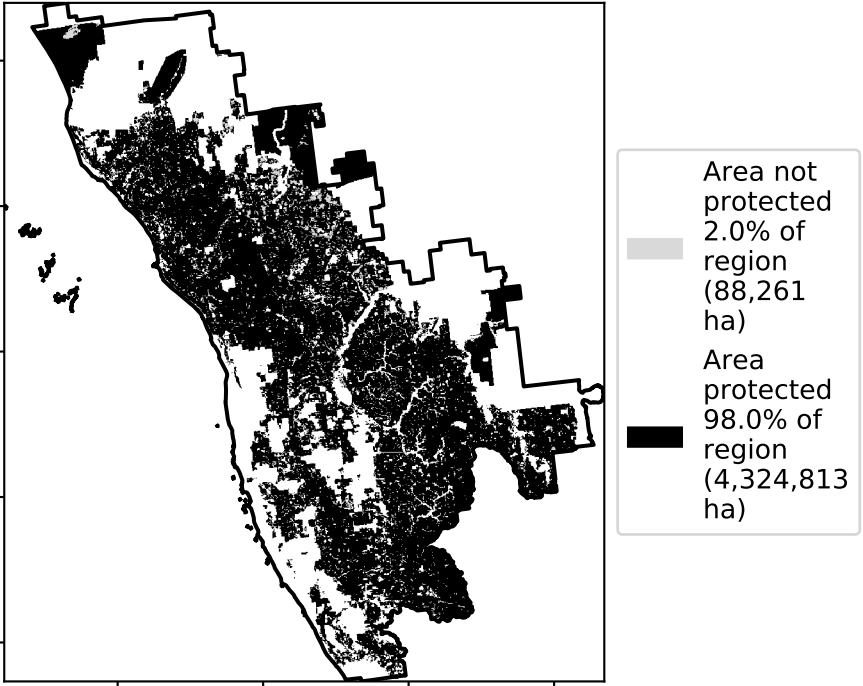 Area not
protected
2.0% of
region
(88,261
ha)
Area
protected
98.0% of
region
(4,324,813
ha)